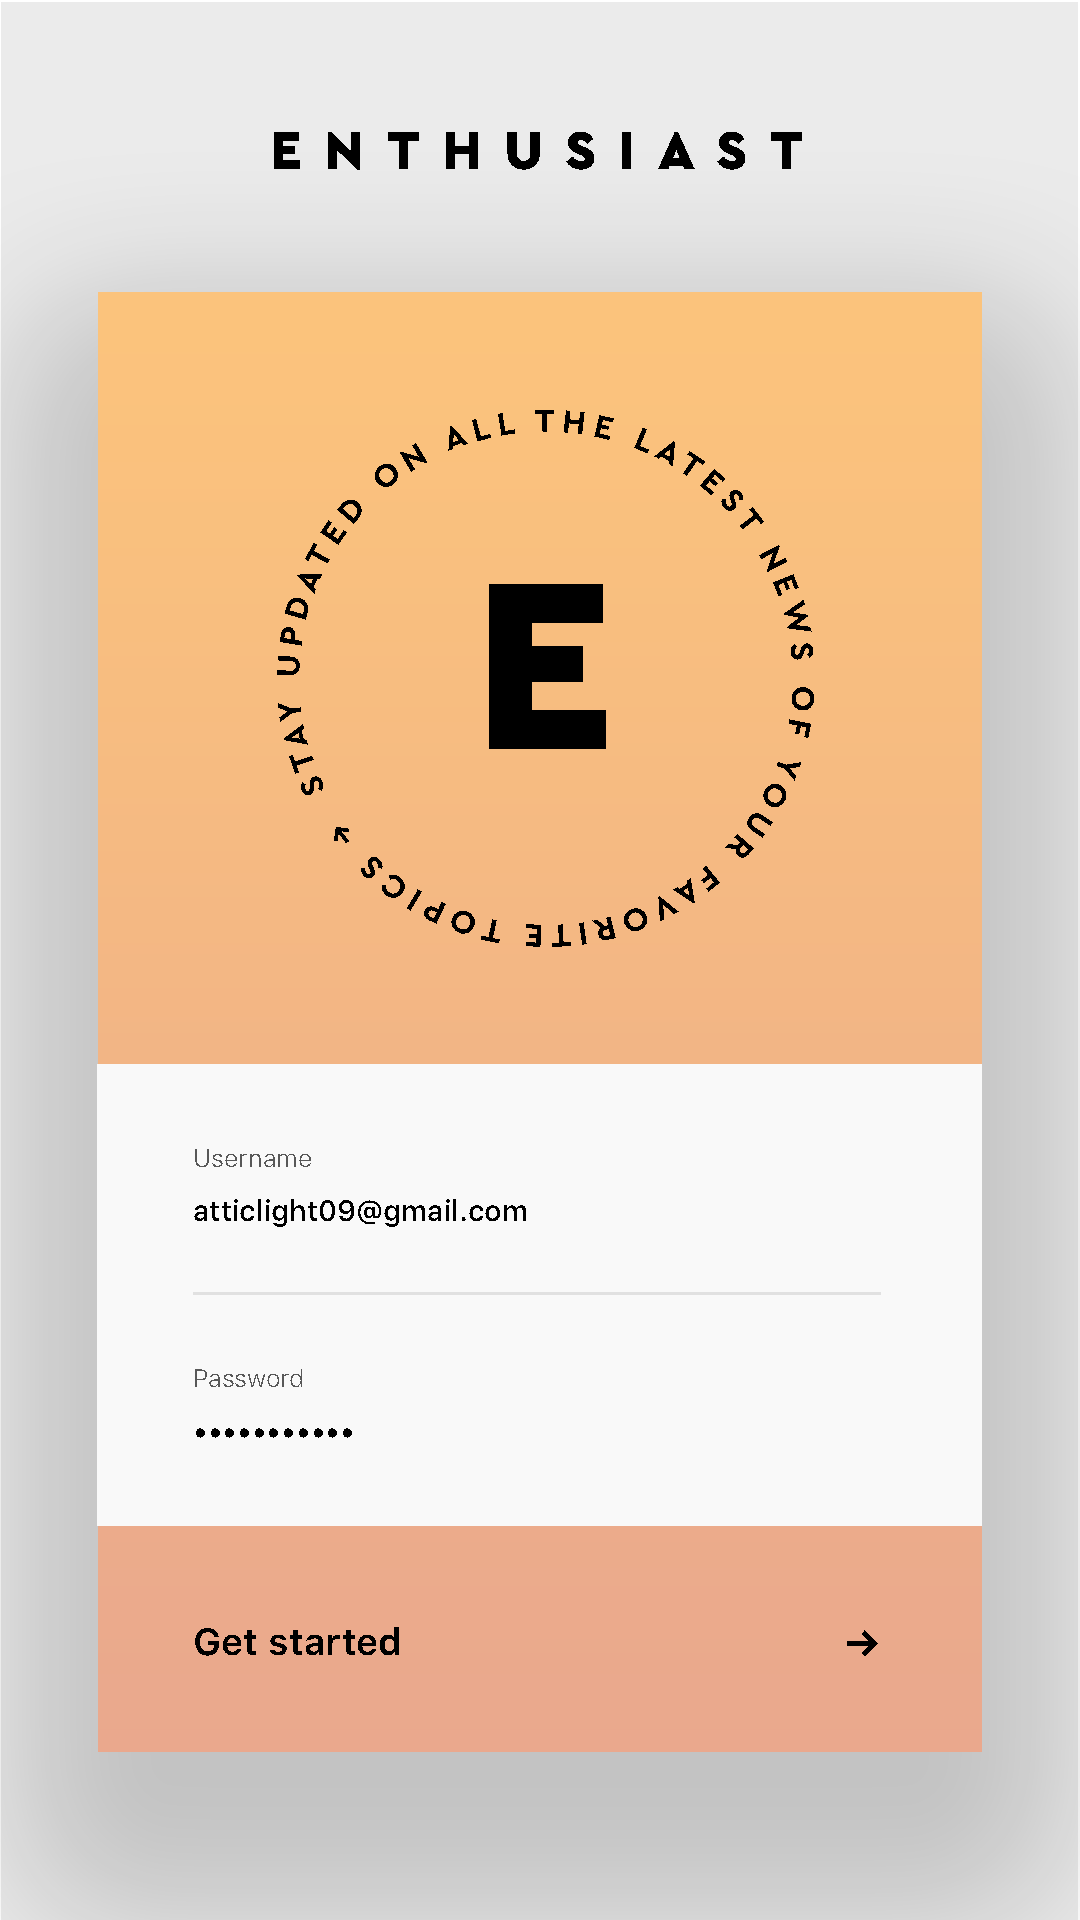 ENTHUSIAST
STAY UPDATED ON ALL THE LATEST NEWS OF YOUR FAVORITE TOPICS
E
Username
atticlight09@gmail.com
Password
•••••••••••
Get started →